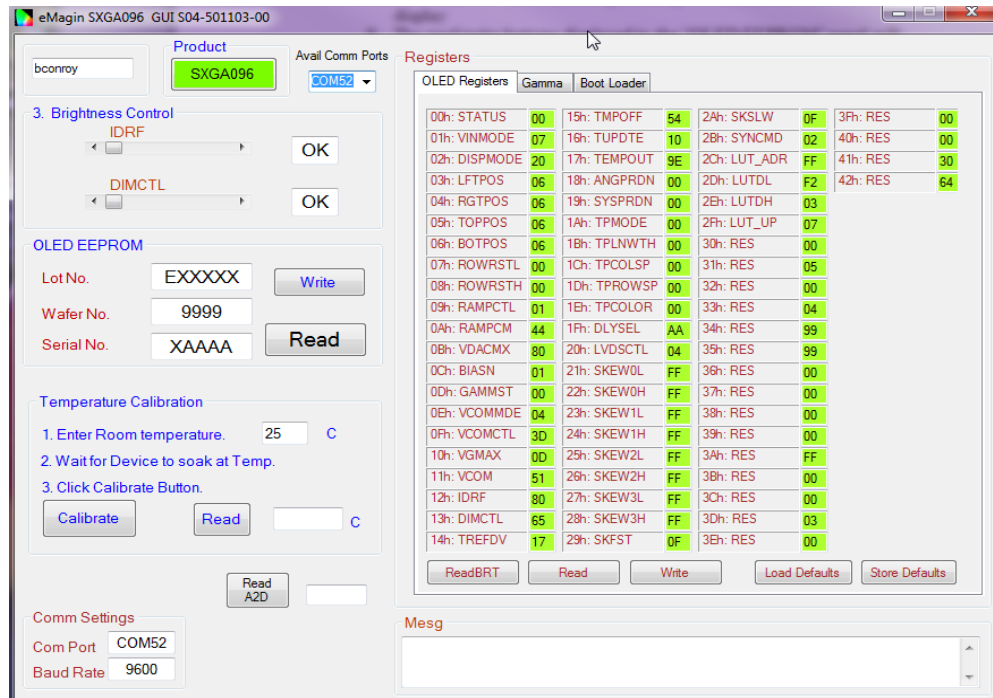 eMagin SXGA096 GUI S04-501103-00
bconroy
Product
SXGA096
Avail Comm Ports
COM52
3. Brightness Control
IDRF
OK
DIMCTL
OK
OLED EEPROM
Lot No. EXXXXX Write
Wafer No. 9999
Serial No. XAAAA Read
Temperature Calibration
1. Enter Room temperature. 25 C
2. Wait for Device to soak at Temp.
3. Click Calibrate Button.
Calibrate Read C
Read
A2D
Comm Settings
Com Port COM52
Baud Rate 9600
Registers
OLED Registers Gamma Boot Loader
00h: STATUS 00 15h: TMPOFF 54 2Ah: SKSLW 0F 3Fh: RES 00
01h: VINMODE 07 16h: TUPDTE 10 2Bh: SYNCMD 02 40h: RES 00
02h: DISPMODE 20 17h: TEMPOUT 9E 2Ch: LUT_ADR FF 41h: RES 30
03h: LFTPOS 06 18h: ANGPRDN 00 2Dh: LUTDL F2 42h: RES 64
04h: RGTPOS 06 19h: SYSPRDN 00 2Eh: LUTDH 03
05h: TOPPOS 06 1Ah: TPMODE 00 2Fh: LUT_UP 07
06h: BOTPOS 06 1Bh: TPLNWTH 00 30h: RES 00
07h: ROWRSTL 00 1Ch: TPCOLSP 00 31h: RES 05
08h: ROWRSTH 00 1Dh: TPROWSP 00 32h: RES 00
09h: RAMPCTL 01 1Eh: TPCOLOR 00 33h: RES 04
0Ah: RAMPCM 44 1Fh: DLYSEL AA 34h: RES 99
0Bh: VDACMX 80 20h: LVDSCTL 04 35h: RES 99
0Ch: BIASN 01 21h: SKEW0L FF 36h: RES 00
0Dh: GAMMST 00 22h: SKEW0H FF 37h: RES 00
0Eh: VCOMMDE 04 23h: SKEW1L FF 38h: RES 00
0Fh: VCOMCTL 3D 24h: SKEW1H FF 39h: RES 00
10h: VGMAX 0D 25h: SKEW2L FF 3Ah: RES FF
11h: VCOM 51 26h: SKEW2H FF 3Bh: RES 00
12h: IDRF 80 27h: SKEW3L FF 3Ch: RES 00
13h: DIMCTL 65 28h: SKEW3H FF 3Dh: RES 03
14h: TREFDV 17 29h: SKFST 0F 3Eh: RES 00
ReadBRT Read Write Load Defaults Store Defaults
Mesg